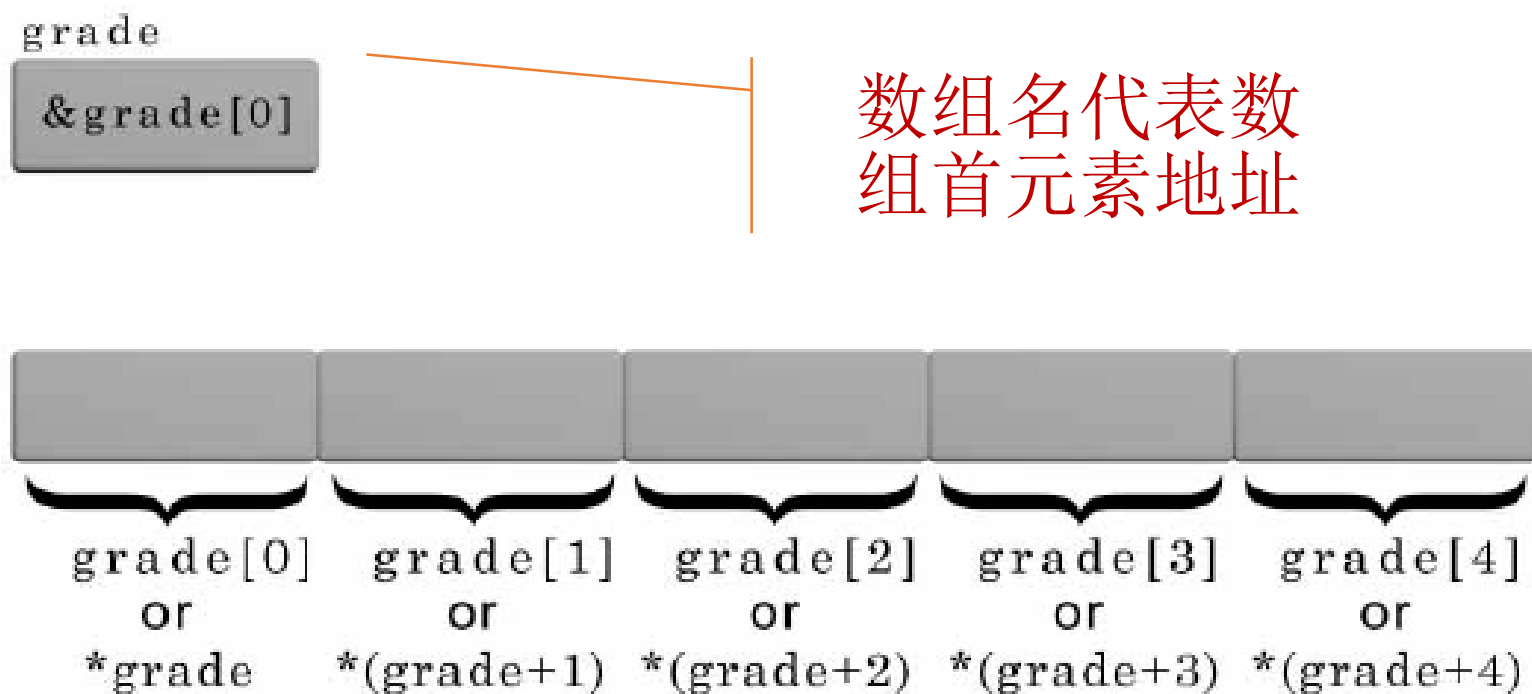 grade
&grade[0]
数组名代表数
组首元素地址
grade[0] grade[1] grade[2] grade[3] grade[4]
or or or or or
*grade *(grade+1) *(grade+2) *(grade+3) *(grade+4)